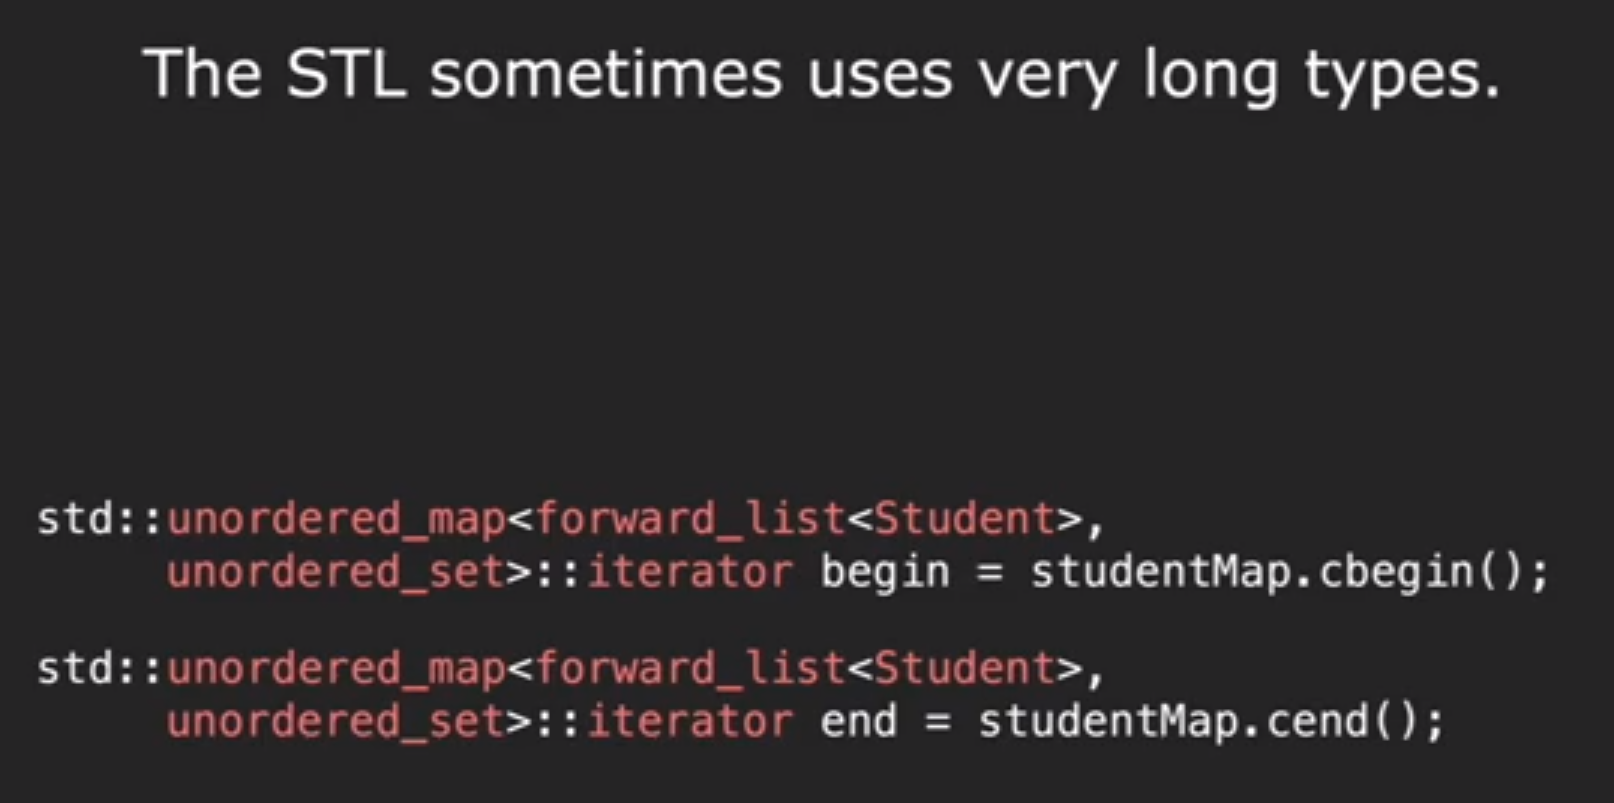 The STL sometimes uses very long types.
std::unordered_map<forward_list<Student>,
unordered_set>::iterator begin = studentMap.cbegin();
std::unordered_map<forward_list<Student>,
unordered_set>::iterator end = studentMap.cend();